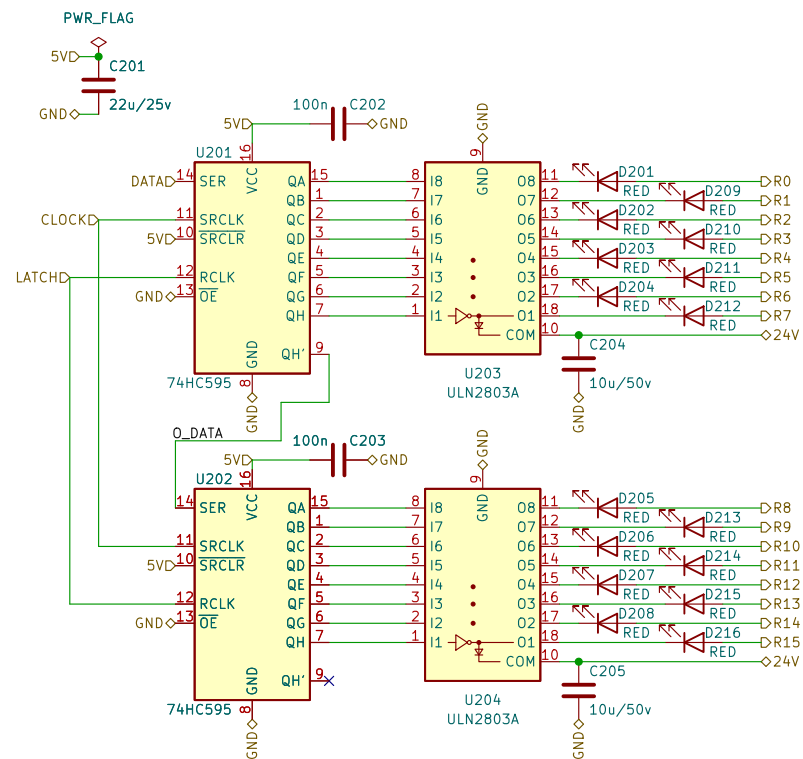 PWR_FLAG
5V
C201
22u/25v
GND
100n C202
5V GND
GND
U201
16 9
VCC GND
DATA 14 SER QA 15 8 I8 O8 11 D201 R0
RED D209
QB 1 7 I7 O7 12 R1
CLOCK 11 SRCLK QC 2 6 I6 O6 13 D202 RED R2
RED D210
5V 10 SRCLR QD 3 5 I5 O5 14 R3
QE 4 4 I4 O4 15 D203 RED R4
RED D211
LATCH 12 RCLK QF 5 3 I3 O3 16 R5
GND 13 OE QG 6 2 I2 O2 17 D204 RED R6
RED D212
QH 7 1 I1 O1 18 R7
RED
COM 10 24V
GND QH' 9 C204
U203
74HC595 8 10u/50v
ULN2803A
GND GND
O_DATA
100n C203
5V GND
GND
U202
16 9
VCC GND
14 SER QA 15 8 I8 O8 11 D205 R8
RED D213
QB 1 7 I7 O7 12 R9
11 SRCLK QC 2 6 I6 O6 13 D206 RED R10
RED D214
5V 10 SRCLR QD 3 5 I5 O5 14 R11
QE 4 4 I4 O4 15 D207 RED R12
RED D215
12 RCLK QF 5 3 I3 O3 16 R13
GND 13 OE QG 6 2 I2 O2 17 D208 RED R14
RED D216
QH 7 1 I1 O1 18 R15
RED
COM 10 24V
GND QH' 9 C205
U204
74HC595 8 10u/50v
ULN2803A
GND GND